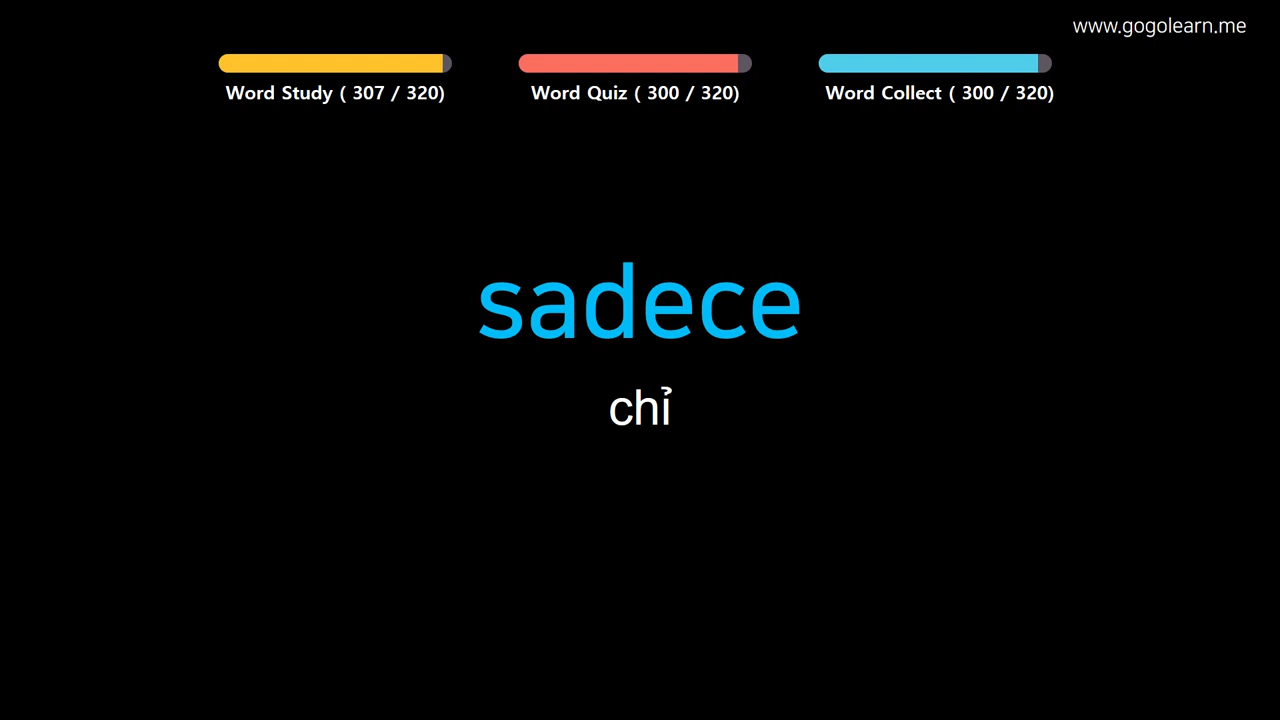 www.gogolearn.me
Word Study ( 307 / 320)
Word Quiz ( 300 / 320)
Word Collect ( 300 / 320)
sadece
chỉ